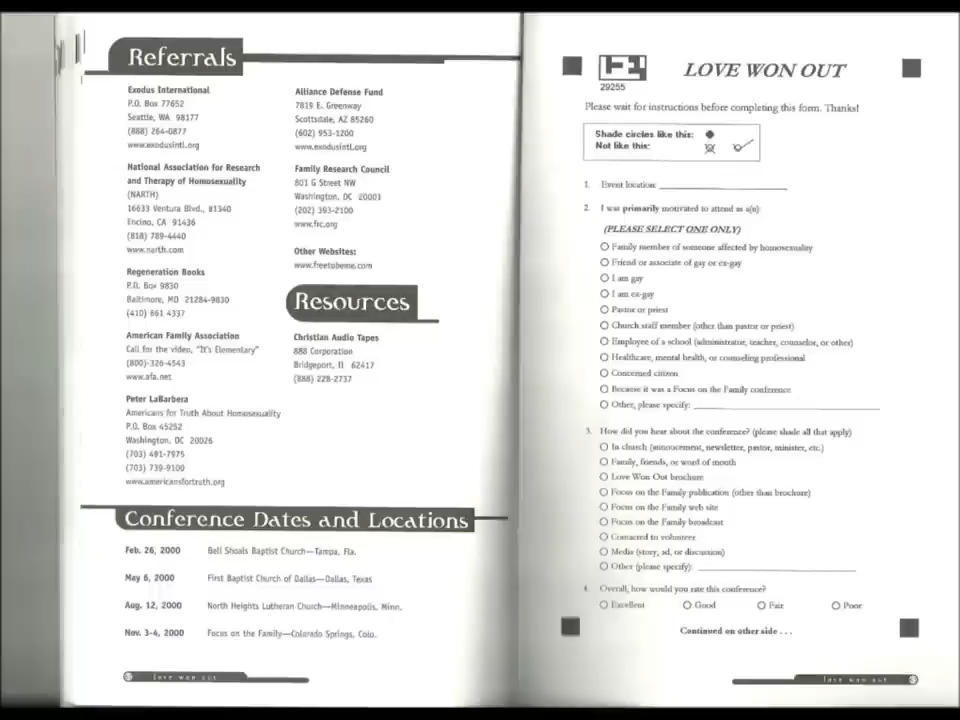 Referrals
Exodus International
P.O. Box 77652
Seattle, WA 98177
(888) 264-0877
www.exodusintl.org
National Association for Research
and Therapy of Homosexuality
(NARTH)
16633 Ventura Blvd., #1340
Encino, CA 91436
(818) 789-4440
www.narth.com
Regeneration Books
P.O. Box 9830
Baltimore, MD 21284-9830
(410) 661 4337
American Family Association
Call for the video, "It's Elementary"
(800)-326-4543
www.afa.net
Peter LaBarbera
Americans for Truth About Homosexuality
P.O. Box 45252
Washington, DC 20026
(703) 491-7975
(703) 739-9100
www.americansfortruth.org
Alliance Defense Fund
7819 E. Greenway
Scottsdale, AZ 85260
(602) 953-1200
www.exodusintl.org
Family Research Council
801 G Street NW
Washington, DC 20001
(202) 393-2100
www.frc.org
Other Websites:
www.freetobeme.com
Resources
Christian Audio Tapes
888 Corporation
Bridgeport, Il 62417
(888) 228-2737
Conference Dates and Locations
Feb. 26, 2000 Bell Shoals Baptist Church—Tampa, Fla.
May 6, 2000 First Baptist Church of Dallas—Dallas, Texas
Aug. 12, 2000 North Heights Lutheran Church—Minneapolis, Minn.
Nov. 3-4, 2000 Focus on the Family—Colorado Springs, Colo.
love won out
29255
LOVE WON OUT
Please wait for instructions before completing this form. Thanks!
Shade circles like this:
Not like this:
1. Event location:
2. I was primarily motivated to attend as a(n):
(PLEASE SELECT ONE ONLY)
Family member of someone affected by homosexuality
Friend or associate of gay or ex-gay
I am gay
I am ex-gay
Pastor or priest
Church staff member (other than pastor or priest)
Employee of a school (administrator, teacher, counselor, or other)
Healthcare, mental health, or counseling professional
Concerned citizen
Because it was a Focus on the Family conference
Other, please specify:
3. How did you hear about the conference? (please shade all that apply)
In church (annoucement, newsletter, pastor, minister, etc.)
Family, friends, or word of mouth
Love Won Out brochure
Focus on the Family publication (other than brochure)
Focus on the Family web site
Focus on the Family broadcast
Contacted to volunteer
Media (story, ad, or discussion)
Other (please specify):
4. Overall, how would you rate this conference?
Excellent Good Fair Poor
Continued on other side . . .
love won out